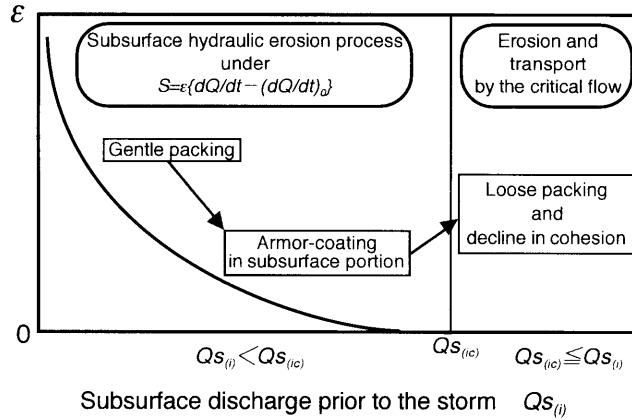 ε
Subsurface hydraulic erosion process
under
S=ε{dQ/dt−(dQ/dt)a}
Erosion and
transport
by the critical flow
Gentle packing
Armor-coating
in subsurface portion
Loose packing
and
decline in cohesion
0
Qs(i)<Qs(ic)
Qs(ic)
Qs(ic)≦Qs(i)
Subsurface discharge prior to the storm Qs(i)